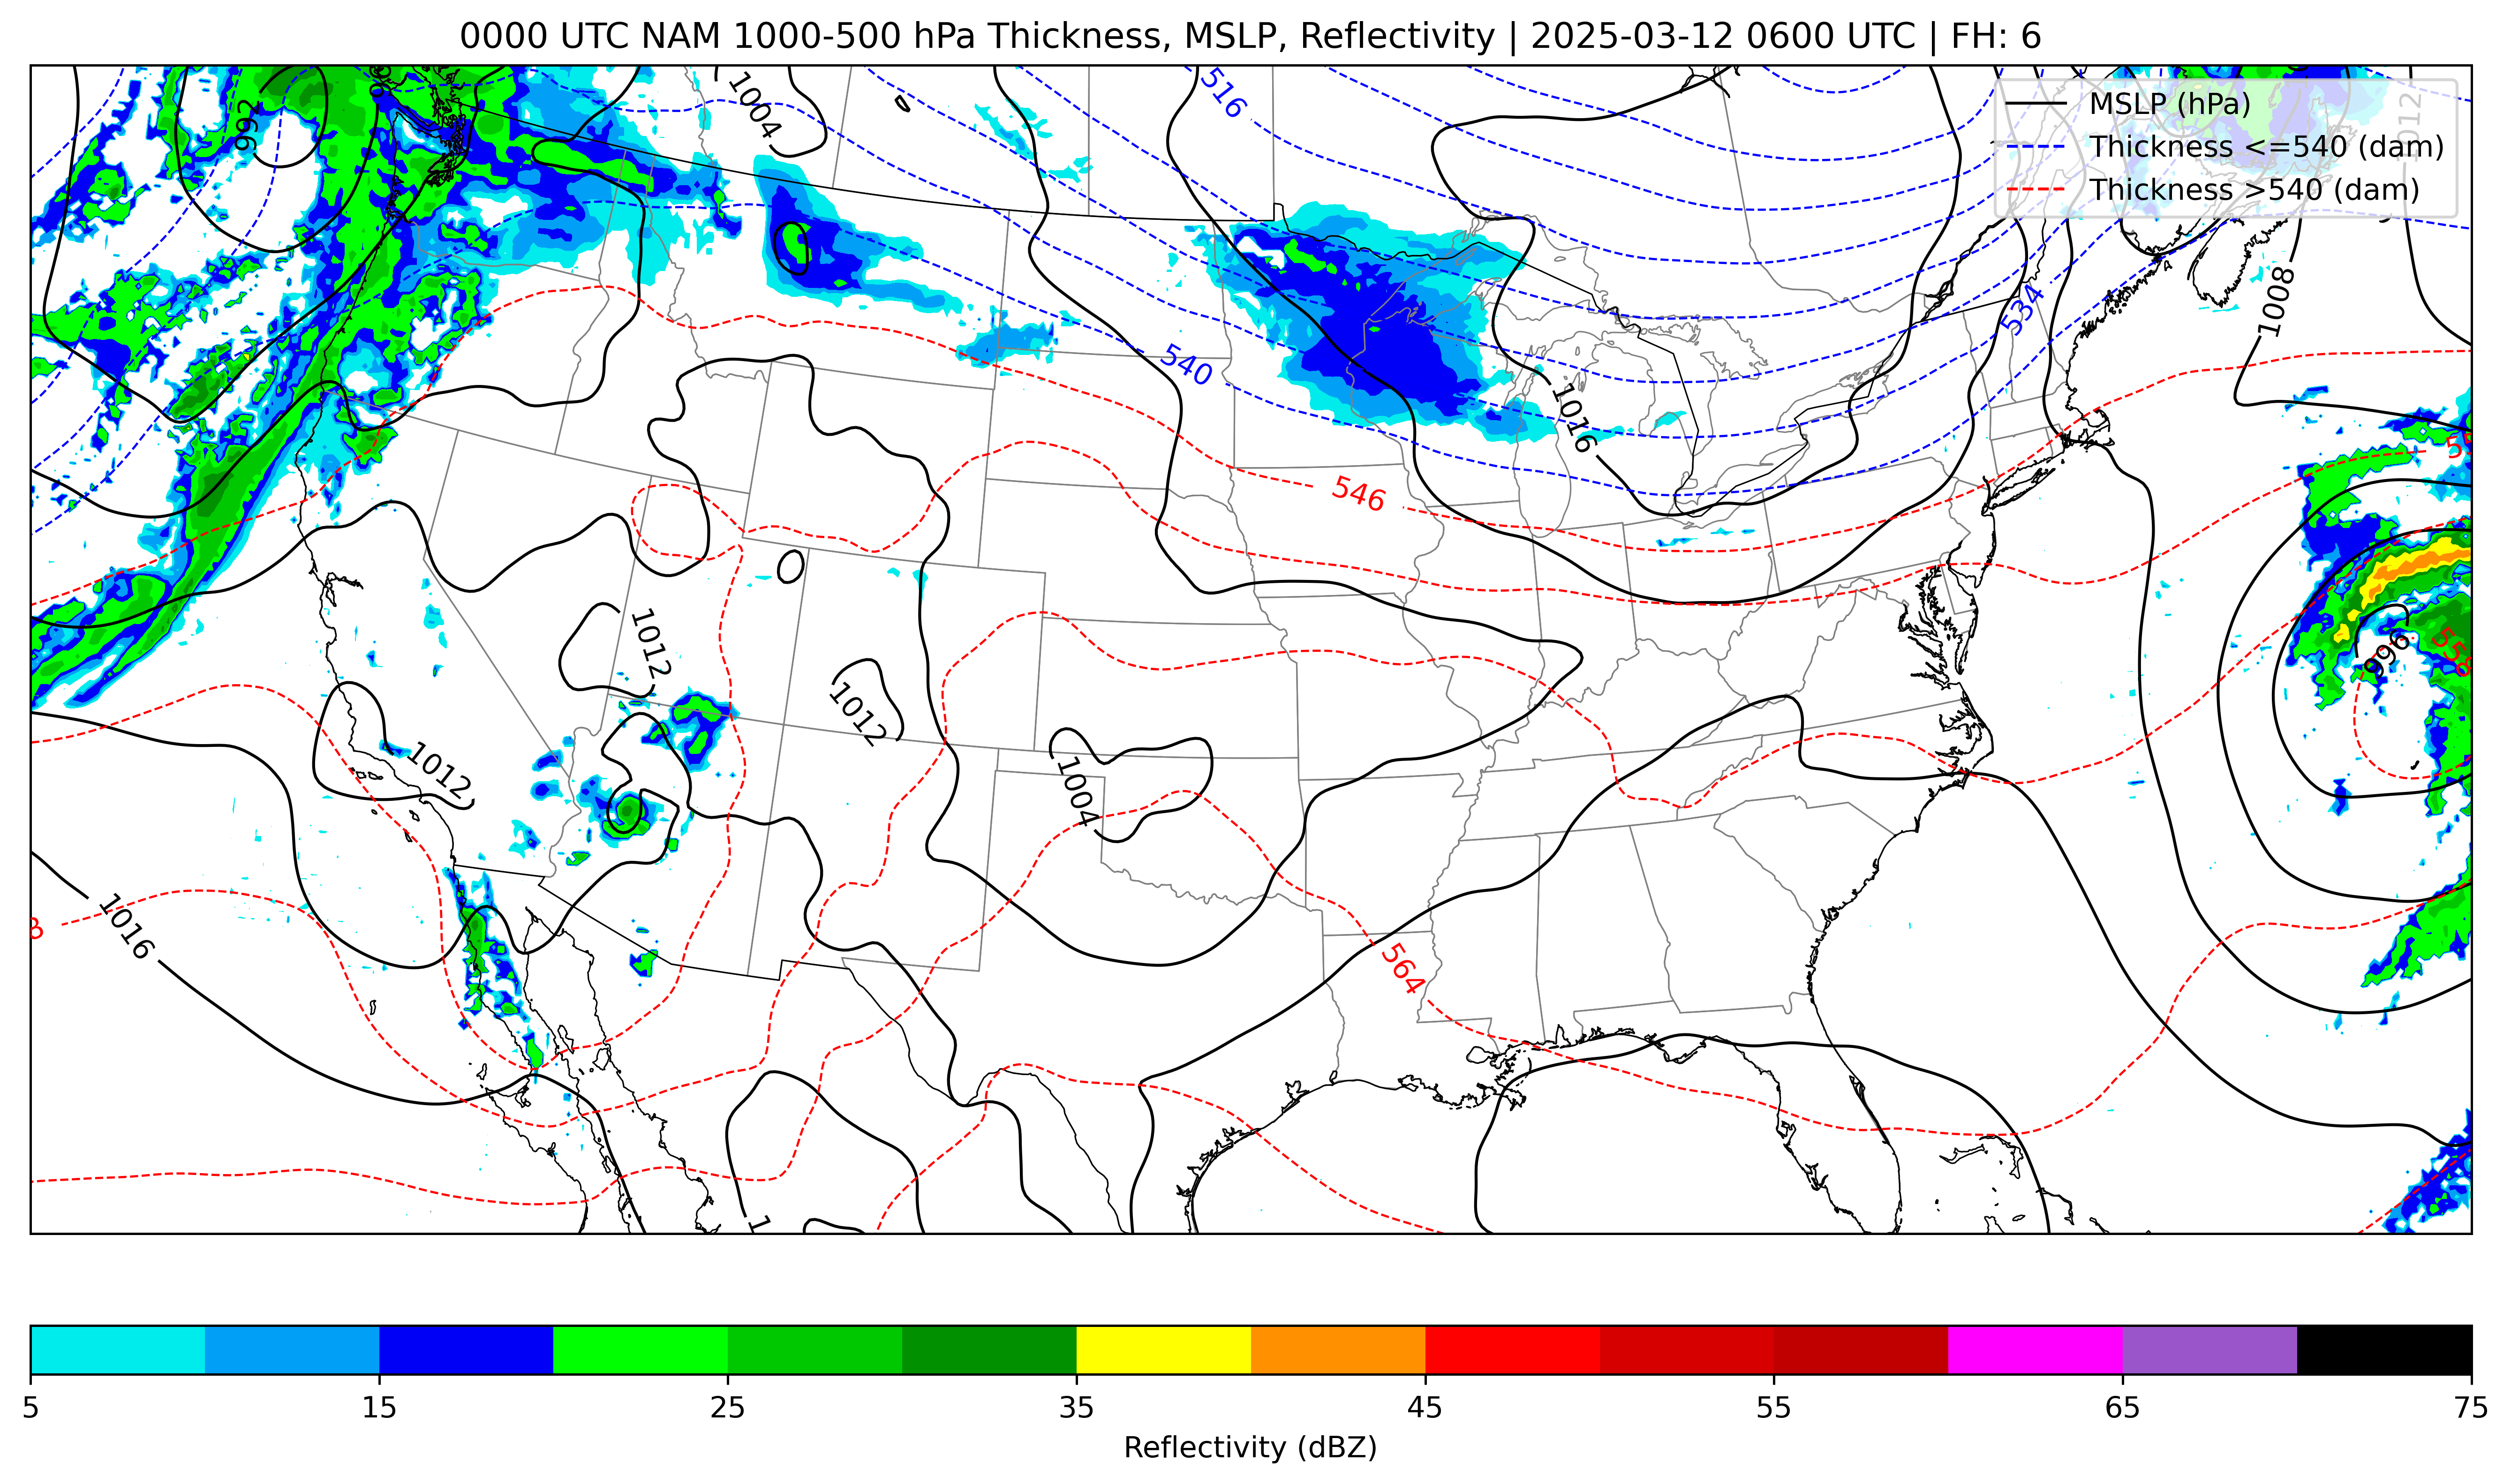 0000 UTC NAM 1000-500 hPa Thickness, MSLP, Reflectivity | 2025-03-12 0600 UTC | FH: 6
MSLP (hPa)
Thickness <=540 (dam)
Thickness >540 (dam)
992
1004
516
1012
1008
534
540
546
1016
1012
1012
1012
1004
996
558
1016
564
5 15 25 35 45 55 65 75
Reflectivity (dBZ)